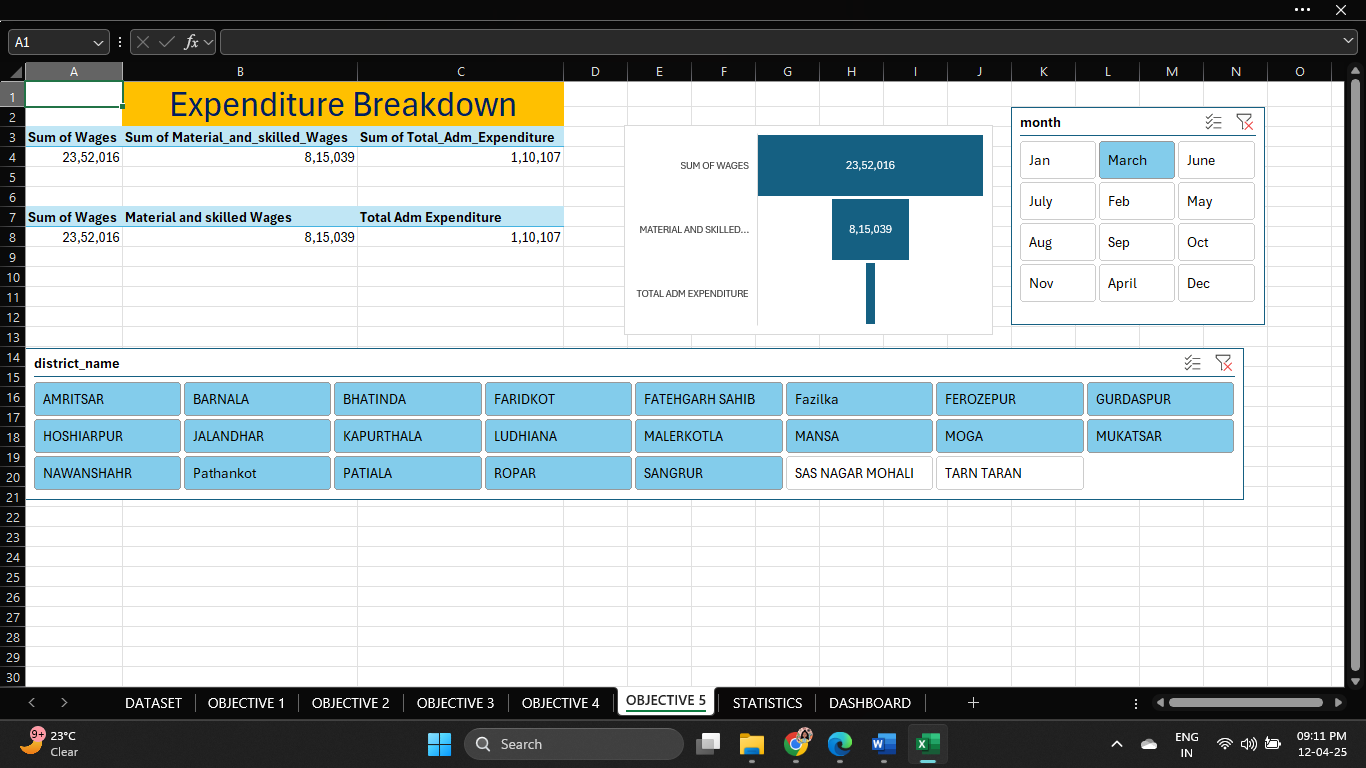 A1
fx
A B C D E F G H I J K L M N O
1 Expenditure Breakdown
2
3 Sum of Wages Sum of Material_and_skilled_Wages Sum of Total_Adm_Expenditure
4 23,52,016 8,15,039 1,10,107
5
6
7 Sum of Wages Material and skilled Wages Total Adm Expenditure
8 23,52,016 8,15,039 1,10,107
9
10
11
12
13
14
15
16
17
18
19
20
21
22
23
24
25
26
27
28
29
30
SUM OF WAGES 23,52,016
MATERIAL AND SKILLED... 8,15,039
TOTAL ADM EXPENDITURE
month
Jan March June
July Feb May
Aug Sep Oct
Nov April Dec
district_name
AMRITSAR BARNALA BHATINDA FARIDKOT FATEHGARH SAHIB Fazilka FEROZEPUR GURDASPUR
HOSHIARPUR JALANDHAR KAPURTHALA LUDHIANA MALERKOTLA MANSA MOGA MUKATSAR
NAWANSHAHR Pathankot PATIALA ROPAR SANGRUR SAS NAGAR MOHALI TARN TARAN
DATASET OBJECTIVE 1 OBJECTIVE 2 OBJECTIVE 3 OBJECTIVE 4 OBJECTIVE 5 STATISTICS DASHBOARD
9+ 23°C
Clear
Search
ENG
IN
09:11 PM
12-04-25